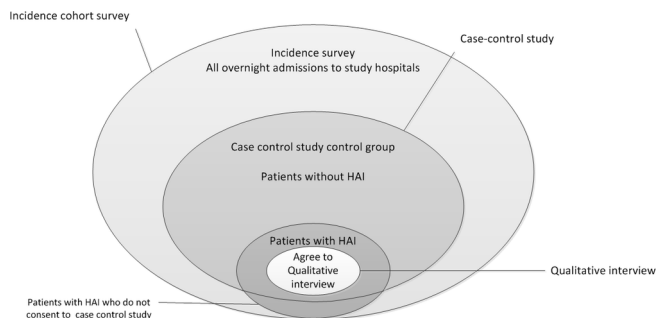 Incidence cohort survey
Case-control study
Incidence survey
All overnight admissions to study hospitals
Case control study control group
Patients without HAI
Patients with HAI
Agree to
Qualitative
interview
Qualitative interview
Patients with HAI who do not
consent to case control study